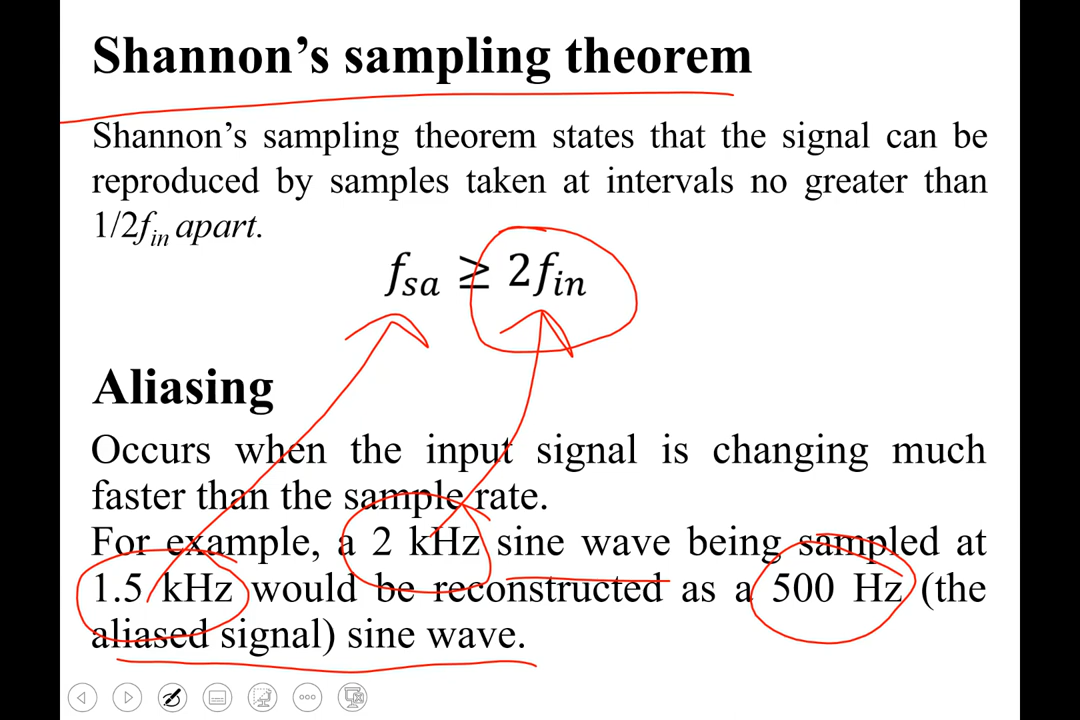 Shannon’s sampling theorem
Shannon’s sampling theorem states that the signal can be
reproduced by samples taken at intervals no greater than
1/2f_in apart.
f_sa ≥ 2f_in
Aliasing
Occurs when the input signal is changing much
faster than the sample rate.
For example, a 2 kHz sine wave being sampled at
1.5 kHz would be reconstructed as a 500 Hz (the
aliased signal) sine wave.